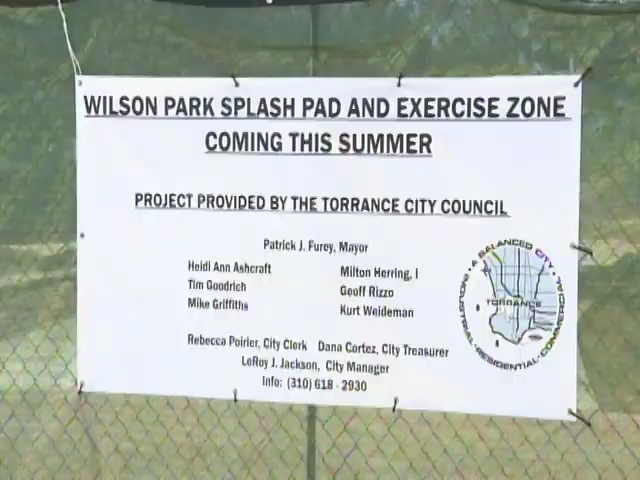 WILSON PARK SPLASH PAD AND EXERCISE ZONE
COMING THIS SUMMER
PROJECT PROVIDED BY THE TORRANCE CITY COUNCIL
Patrick J. Furey, Mayor
Heidi Ann Ashcraft Milton Herring, I
Tim Goodrich Geoff Rizzo
Mike Griffiths Kurt Weideman
Rebecca Poirier, City Clerk Dana Cortez, City Treasurer
LeRoy J. Jackson, City Manager
Info: (310) 618 - 2930
A BALANCED CITY
TORRANCE
INDUSTRIAL · RESIDENTIAL · COMMERCIAL